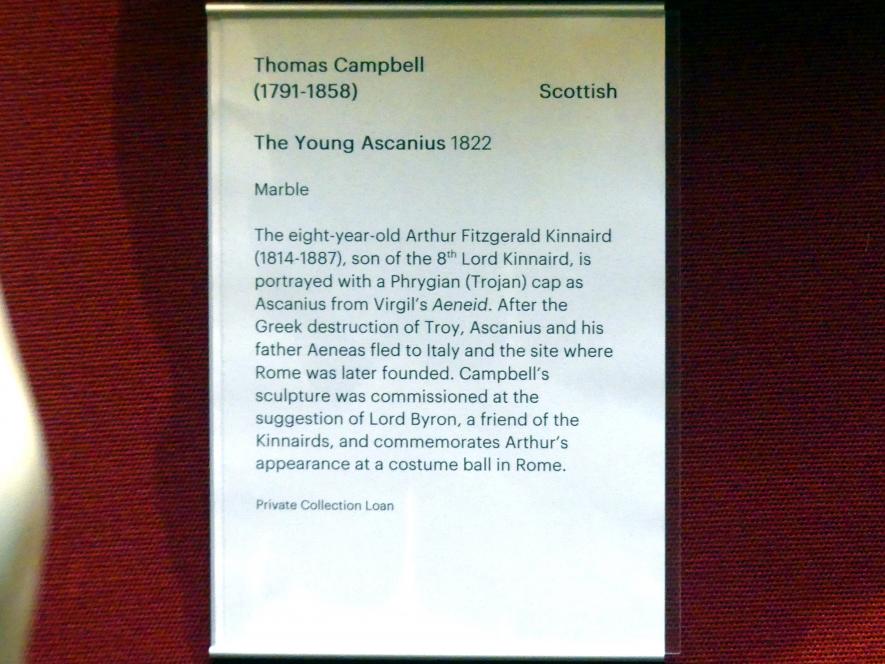 Thomas Campbell
(1791-1858) Scottish
The Young Ascanius 1822
Marble
The eight-year-old Arthur Fitzgerald Kinnaird
(1814-1887), son of the 8th Lord Kinnaird, is
portrayed with a Phrygian (Trojan) cap as
Ascanius from Virgil's Aeneid. After the
Greek destruction of Troy, Ascanius and his
father Aeneas fled to Italy and the site where
Rome was later founded. Campbell's
sculpture was commissioned at the
suggestion of Lord Byron, a friend of the
Kinnairds, and commemorates Arthur's
appearance at a costume ball in Rome.
Private Collection Loan